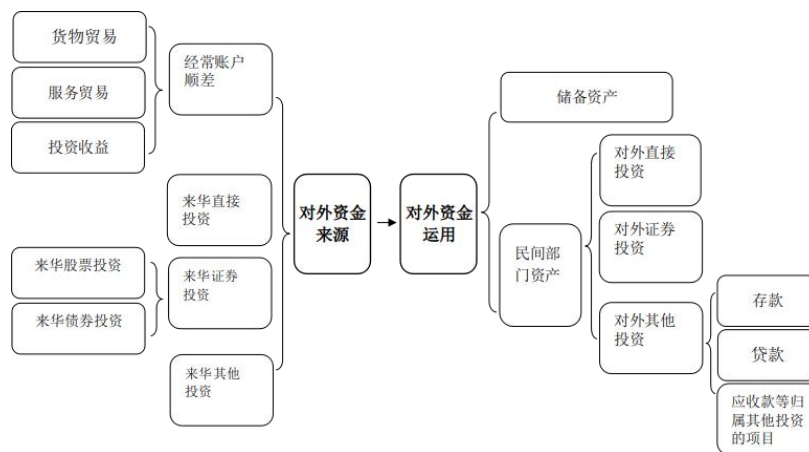 货物贸易
服务贸易
投资收益
经常账户
顺差
来华直接
投资
来华股票投资
来华债券投资
来华证券
投资
来华其他
投资
对外资金
来源
对外资金
运用
储备资产
民间部
门资产
对外直接
投资
对外证券
投资
对外其他
投资
存款
贷款
应收款等归
属其他投资
的项目